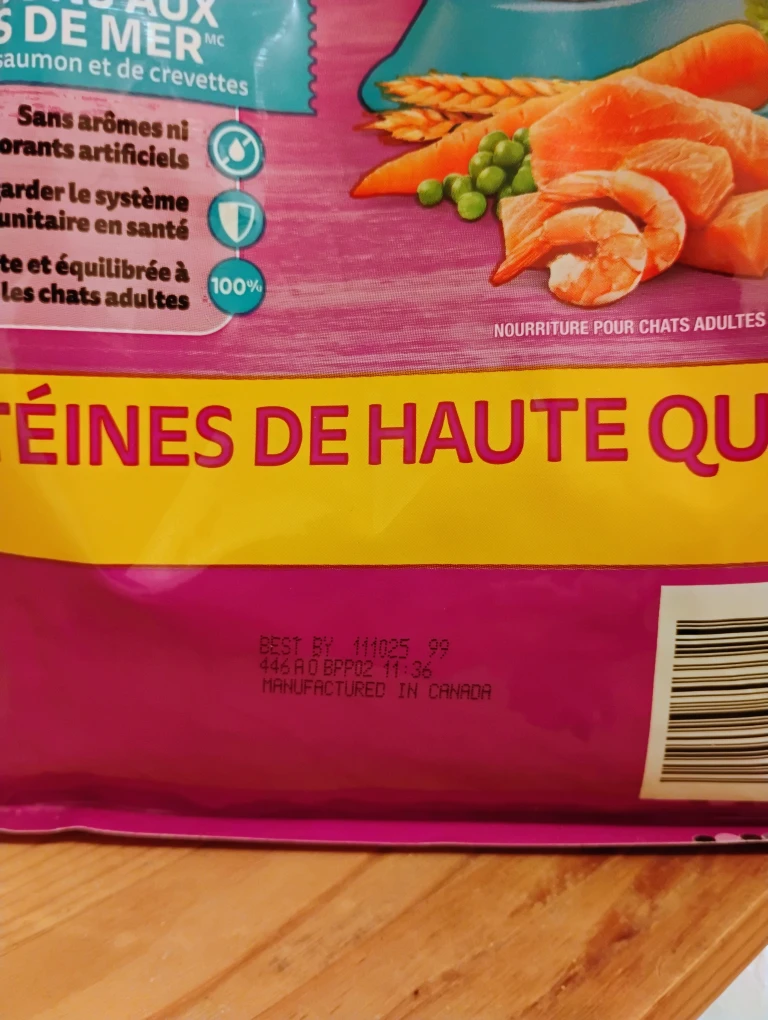 AUX
S DE MER MC
saumon et de crevettes
Sans arômes ni
orants artificiels
arder le système
unitaire en santé
te et équilibrée à
les chats adultes
100%
NOURRITURE POUR CHATS ADULTES
TÉINES DE HAUTE QU
BEST BY 111025 99
446 A O BPP02 11:36
MANUFACTURED IN CANADA